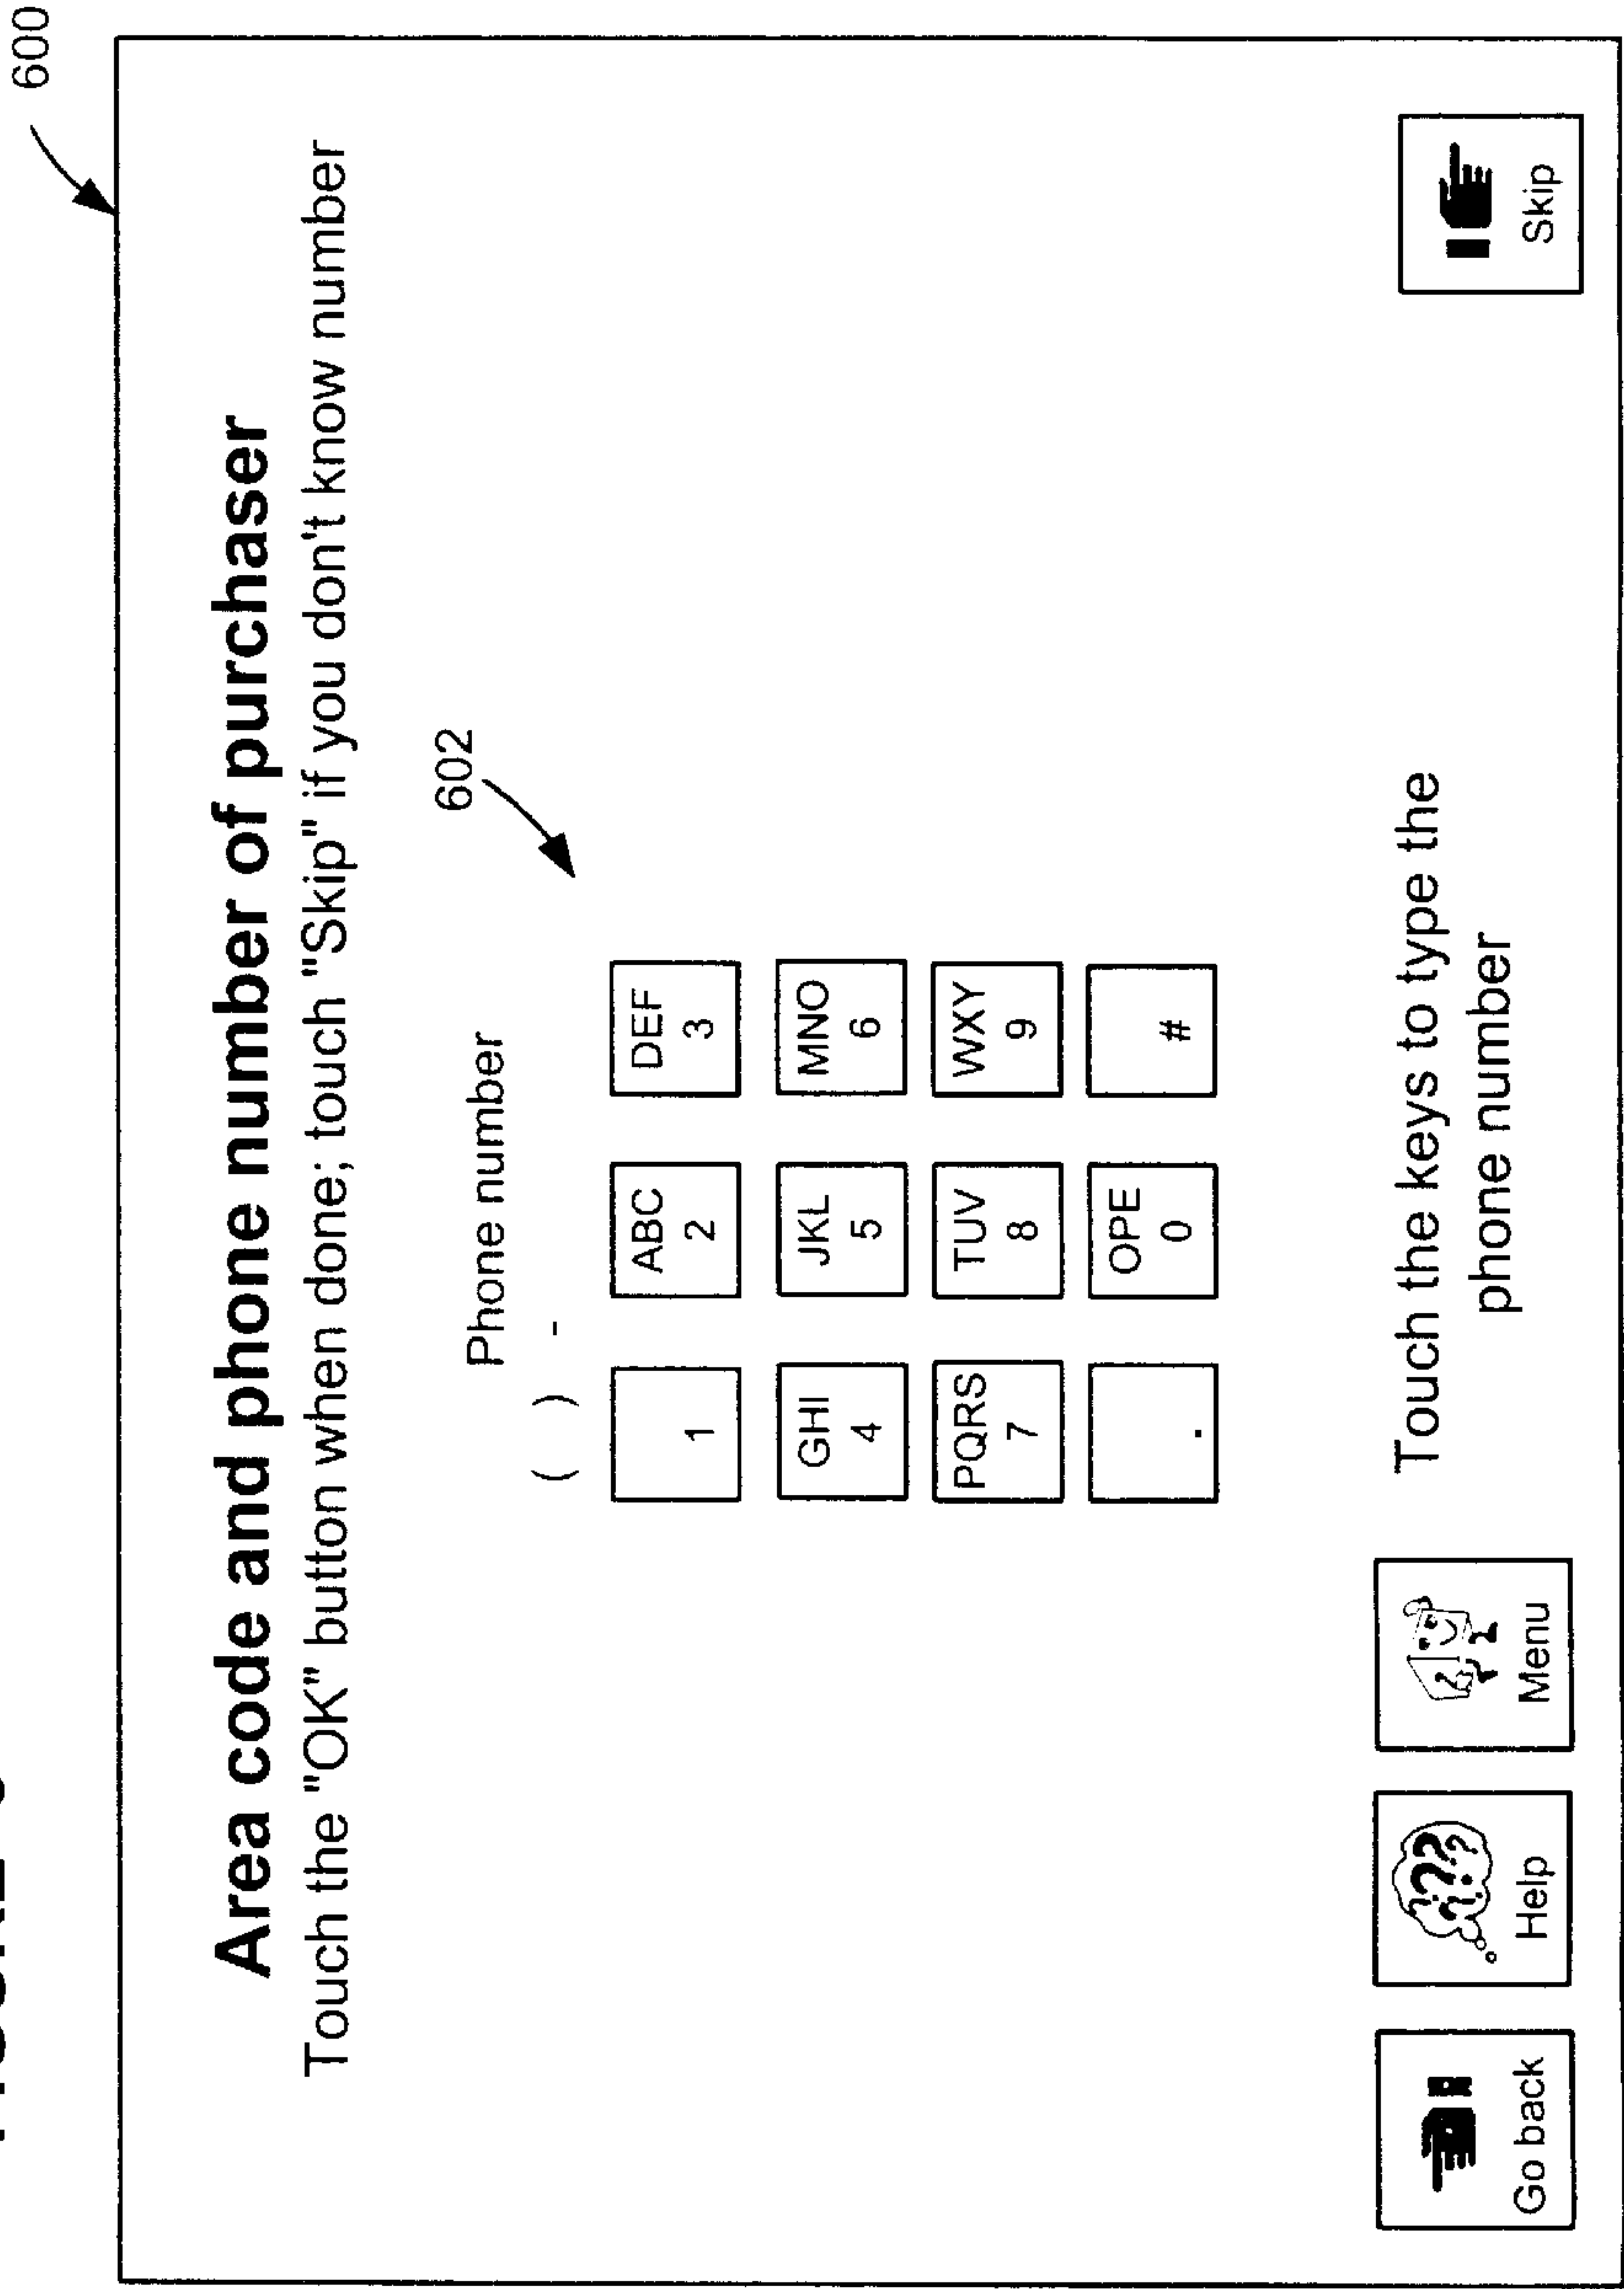 600
Area code and phone number of purchaser
Touch the "OK" button when done; touch "Skip" if you don't know number
602
Phone number
( ) -
1
ABC
2
DEF
3
GHI
4
JKL
5
MNO
6
PQRS
7
TUV
8
WXY
9
.
OPE
0
#
Touch the keys to type the
phone number
Go back
???
Help
Menu
Skip